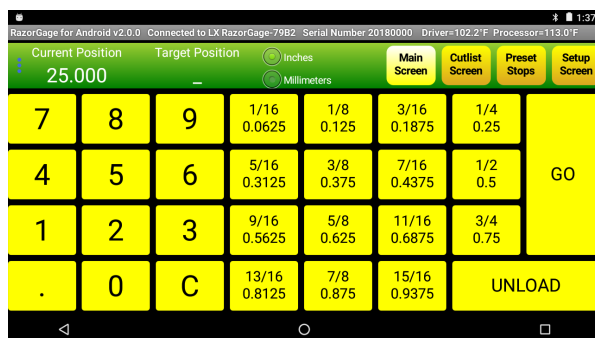 1:37
RazorGage for Android v2.0.0 Connected to LX RazorGage-79B2 Serial Number 20180000 Driver=102.2°F Processor=113.0°F
Current Position
25.000
Target Position
_
Inches
Millimeters
Main
Screen
Cutlist
Screen
Preset
Stops
Setup
Screen
7
8
9
1/16
0.0625
1/8
0.125
3/16
0.1875
1/4
0.25
GO
4
5
6
5/16
0.3125
3/8
0.375
7/16
0.4375
1/2
0.5
1
2
3
9/16
0.5625
5/8
0.625
11/16
0.6875
3/4
0.75
.
0
C
13/16
0.8125
7/8
0.875
15/16
0.9375
UNLOAD